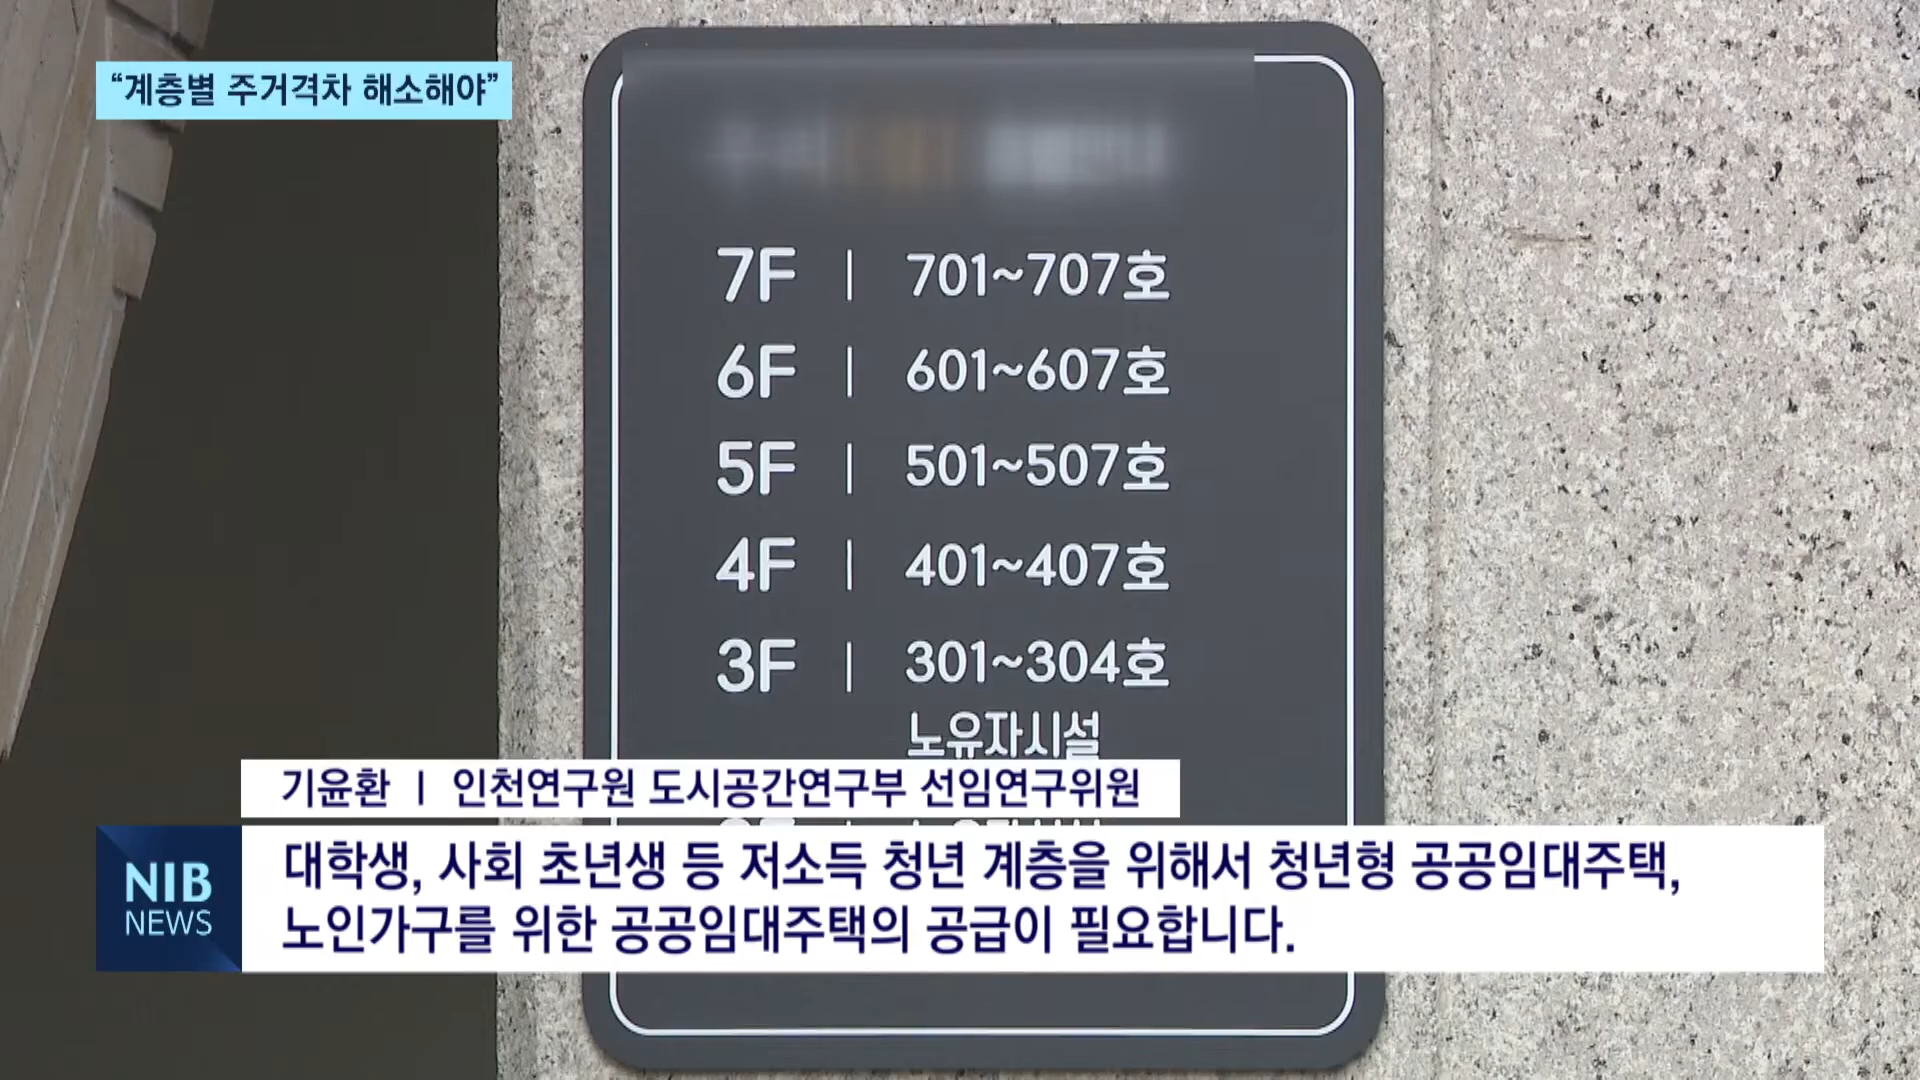 “계층별 주거격차 해소해야”
7F | 701~707호
6F | 601~607호
5F | 501~507호
4F | 401~407호
3F | 301~304호
노유자시설
기윤환 | 인천연구원 도시공간연구부 선임연구위원
NIB
NEWS
대학생, 사회 초년생 등 저소득 청년 계층을 위해서 청년형 공공임대주택,
노인가구를 위한 공공임대주택의 공급이 필요합니다.